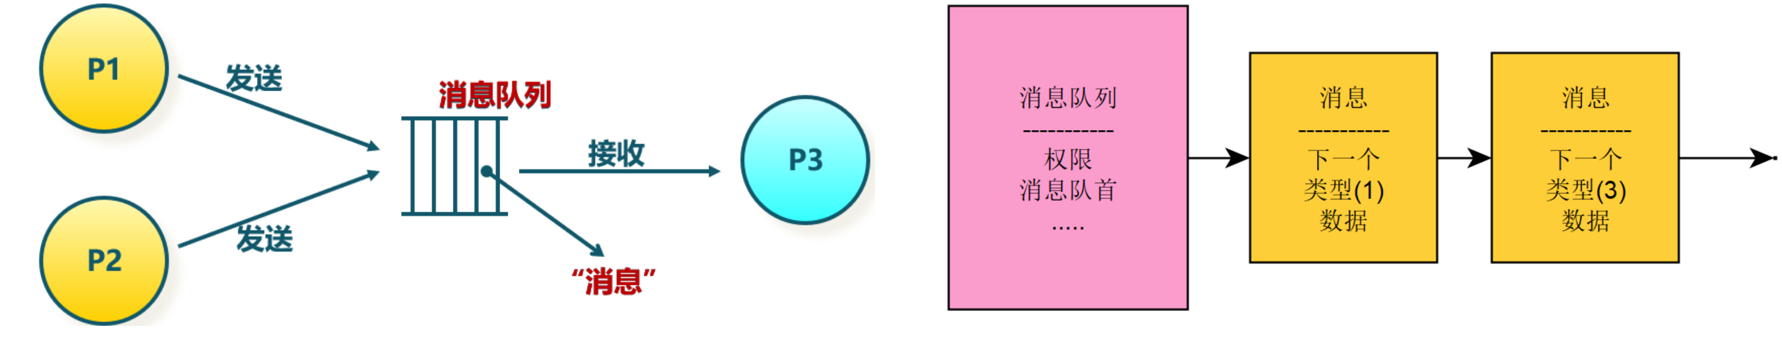 P1
发送
消息队列
接收
P3
P2
发送
“消息”
消息队列
-----------
权限
消息队首
.....
消息
-----------
下一个
类型(1)
数据
消息
-----------
下一个
类型(3)
数据